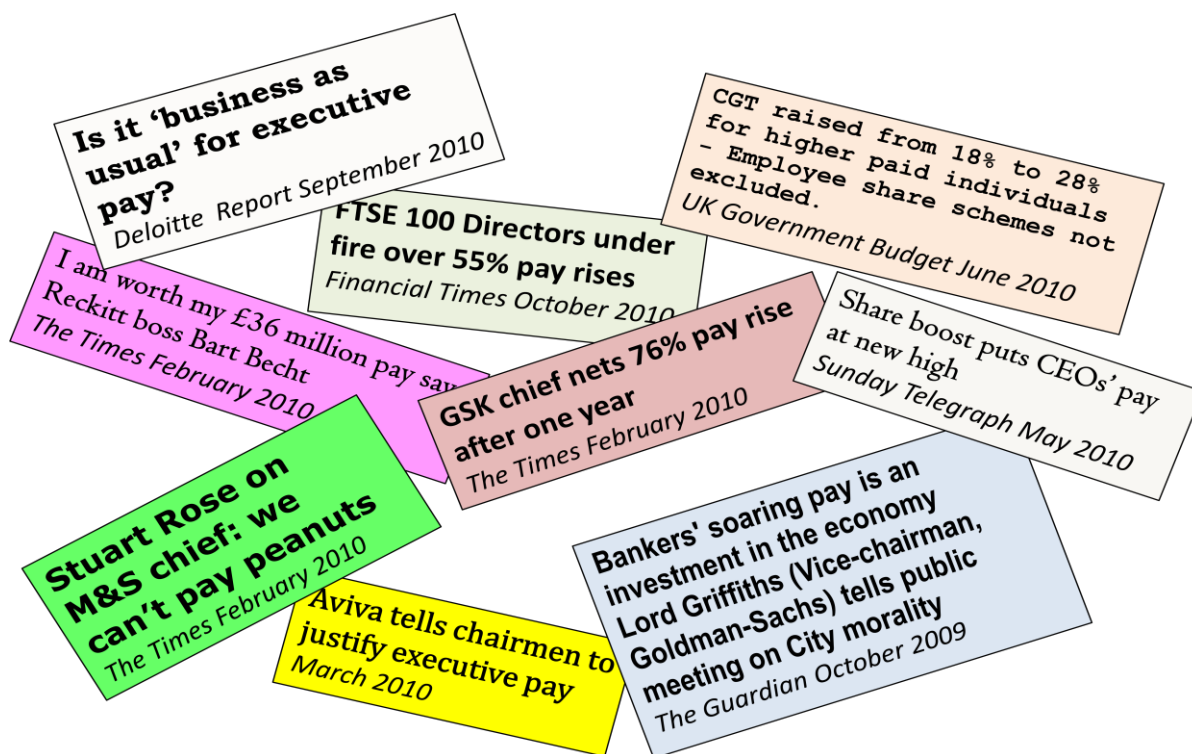 Is it ‘business as
usual’ for executive
pay?
Deloitte Report September 2010
CGT raised from 18% to 28%
for higher paid individuals
– Employee share schemes not
excluded.
UK Government Budget June 2010
FTSE 100 Directors under
fire over 55% pay rises
Financial Times October 2010
I am worth my £36 million pay say
Reckitt boss Bart Becht
The Times February 2010
GSK chief nets 76% pay rise
after one year
The Times February 2010
Share boost puts CEOs’ pay
at new high
Sunday Telegraph May 2010
Stuart Rose on
M&S chief: we
can’t pay peanuts
The Times February 2010
Aviva tells chairmen to
justify executive pay
March 2010
Bankers' soaring pay is an
investment in the economy
Lord Griffiths (Vice-chairman,
Goldman-Sachs) tells public
meeting on City morality
The Guardian October 2009